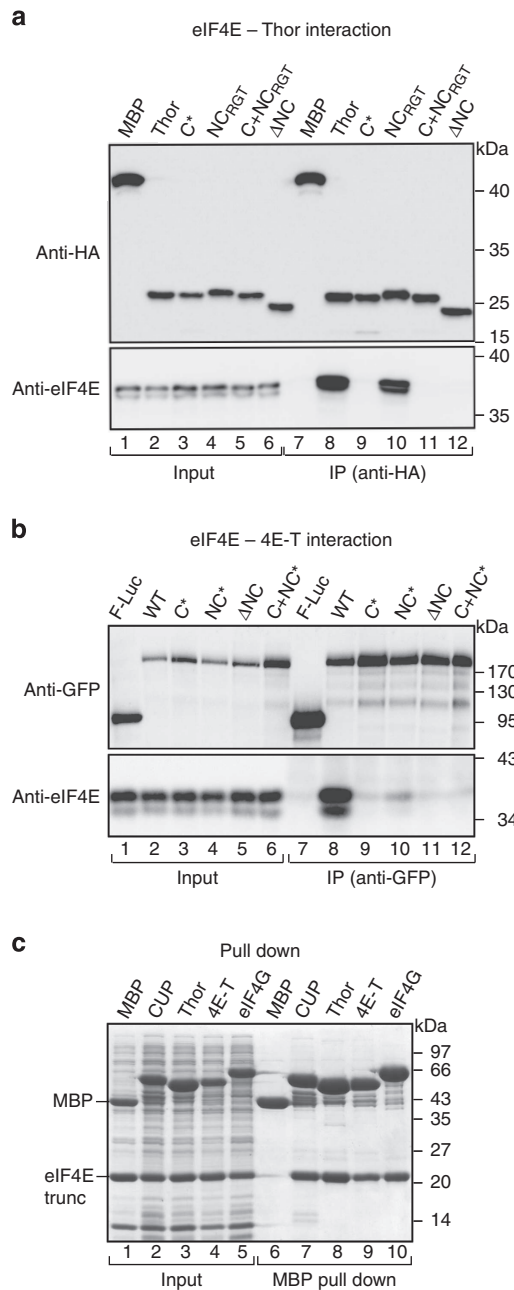 a
eIF4E – Thor interaction
MBP Thor C* NC_RGT C+NC_RGT ΔNC MBP Thor C* NC_RGT C+NC_RGT ΔNC
kDa
40
Anti-HA
35
25
15
40
Anti-eIF4E
35
1 2 3 4 5 6 7 8 9 10 11 12
Input IP (anti-HA)
b
eIF4E – 4E-T interaction
F-Luc WT C* NC* ΔNC C+NC* F-Luc WT C* NC* ΔNC C+NC*
kDa
170
Anti-GFP
130
95
43
Anti-eIF4E
34
1 2 3 4 5 6 7 8 9 10 11 12
Input IP (anti-GFP)
c
Pull down
MBP CUP Thor 4E-T eIF4G MBP CUP Thor 4E-T eIF4G
kDa
97
66
MBP
43
35
27
eIF4E
20
trunc
14
1 2 3 4 5 6 7 8 9 10
Input MBP pull down